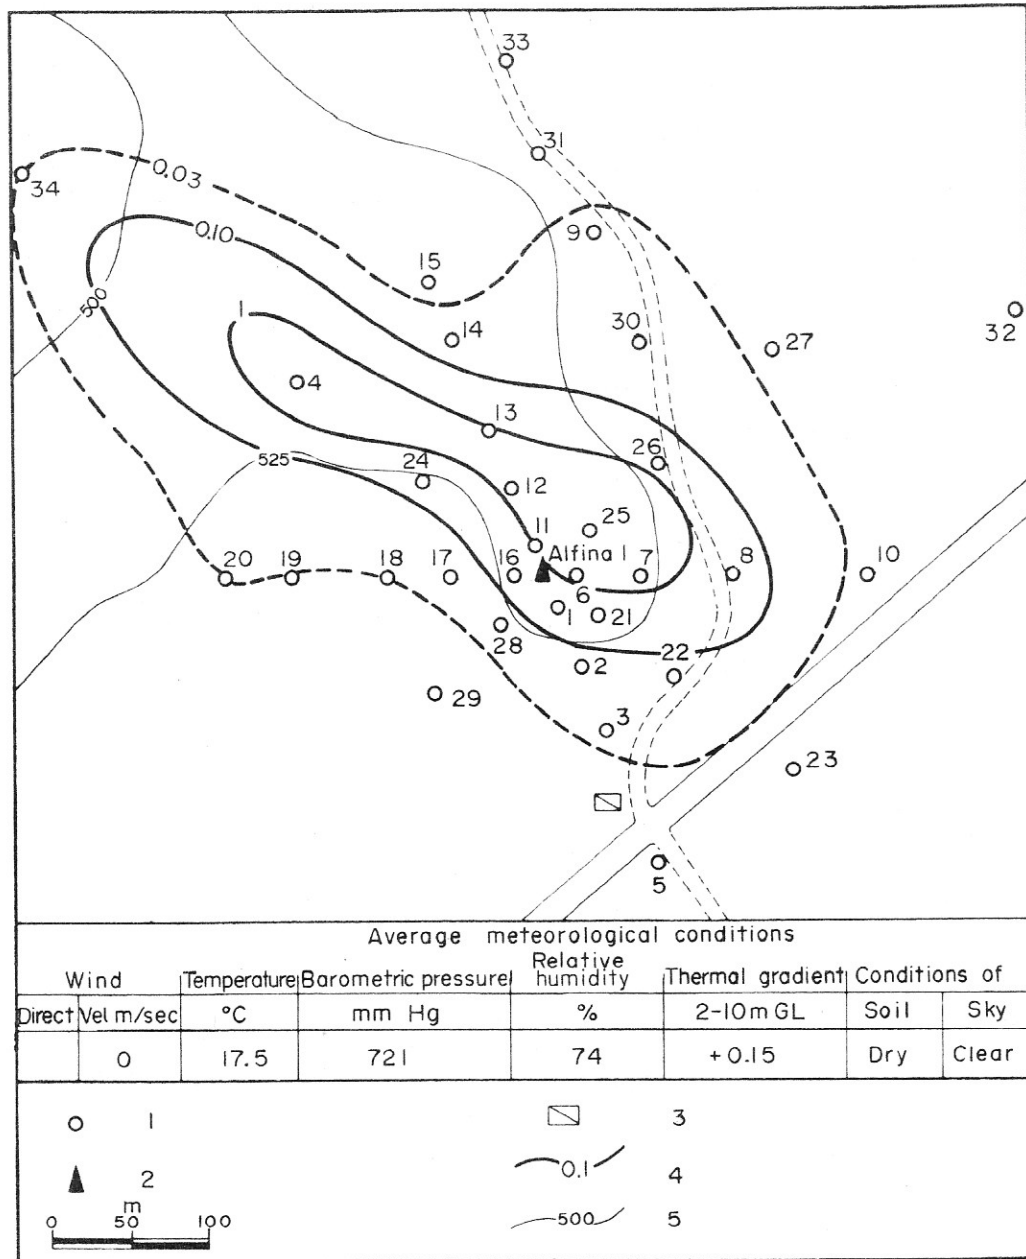 33
31
34
0.03
0.10
9
15
500
1
14
30
27
32
4
13
26
525
24
12
25
11
Alfina 1
20
19
18
17
16
6
7
8
10
1
21
28
2
22
29
3
23
5
Average meteorological conditions
Wind
Temperature
Barometric pressure
Relative humidity
Thermal gradient
Conditions of
Direct
Vel m/sec
°C
mm Hg
%
2-10m GL
Soil
Sky
0
17.5
721
74
+0.15
Dry
Clear
1
3
2
0.1
4
m
0 50 100
500
5